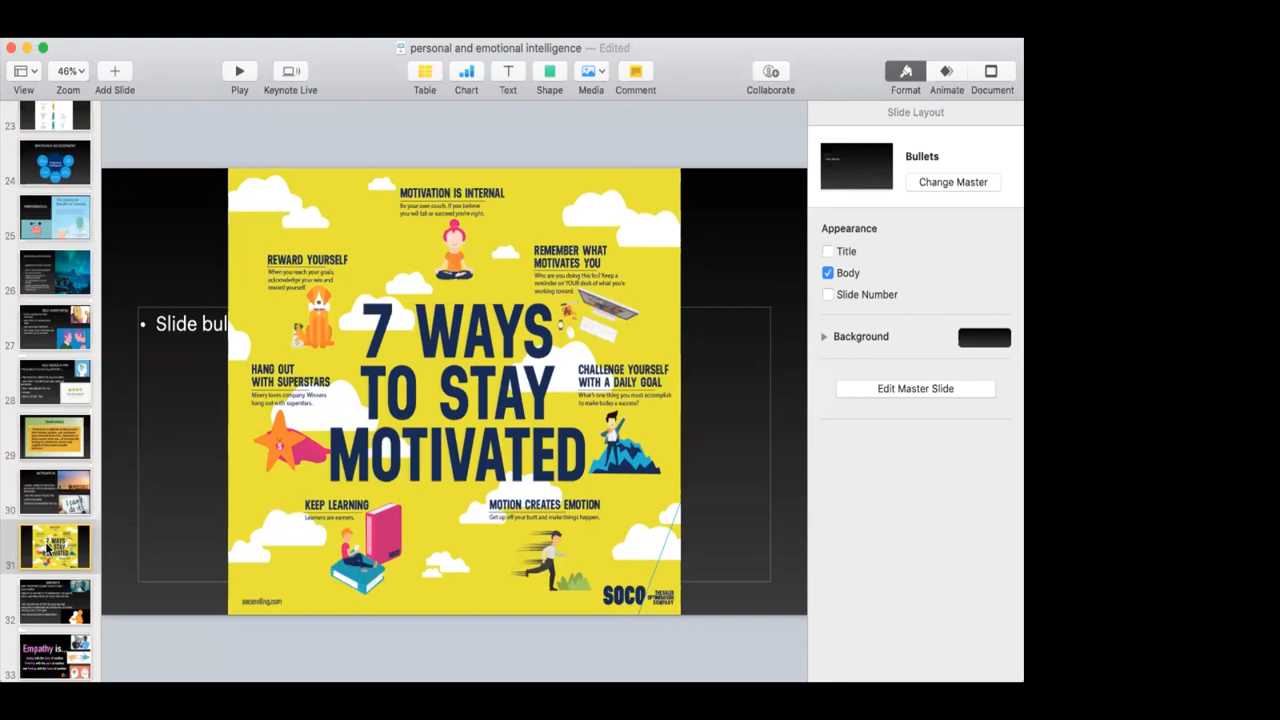 personal and emotional intelligence — Edited
46%
View
Zoom
Add Slide
Play
Keynote Live
Table
Chart
Text
Shape
Media
Comment
Collaborate
Format
Animate
Document
Slide Layout
Bullets
Change Master
Appearance
Title
Body
Slide Number
Background
Edit Master Slide
23
24
25
26
27
28
29
30
31
32
33
Empathy is...
• Slide bul
MOTIVATION IS INTERNAL
Be your own coach. If you believe
you will fail or succeed you're right.
REWARD YOURSELF
When you reach your goals,
acknowledge your win and
reward yourself.
REMEMBER WHAT
MOTIVATES YOU
Who are you doing this for? Keep a
reminder on YOUR desk of what you're
working toward.
7 WAYS
TO STAY
MOTIVATED
HANG OUT
WITH SUPERSTARS
Misery loves company. Winners
hang out with superstars.
CHALLENGE YOURSELF
WITH A DAILY GOAL
What's one thing you must accomplish
to make today a success?
KEEP LEARNING
Learners are earners.
MOTION CREATES EMOTION
Get up off your butt and make things happen.
socoselling.com
SOCO
THE SALES
OPTIMISATION
COMPANY